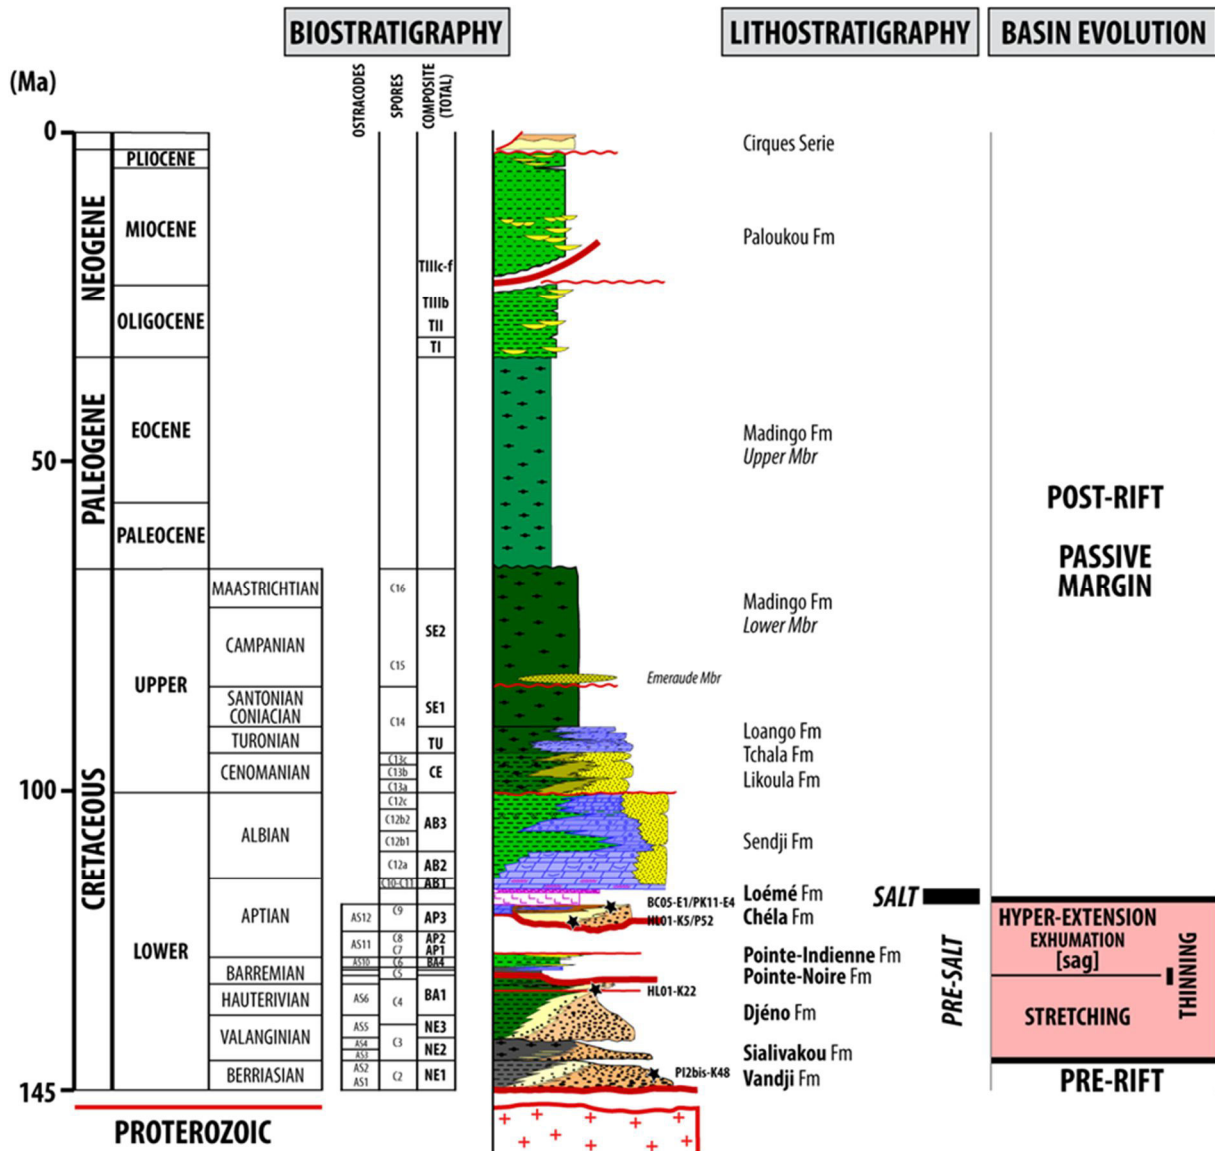 BIOSTRATIGRAPHY
LITHOSTRATIGRAPHY
BASIN EVOLUTION
(Ma)
OSTRACODES
SPORES
COMPOSITE
(TOTAL)
0
50
100
145
NEOGENE
PALEOGENE
CRETACEOUS
PLIOCENE
MIOCENE
OLIGOCENE
EOCENE
PALEOCENE
UPPER
LOWER
MAASTRICHTIAN
CAMPANIAN
SANTONIAN
CONIACIAN
TURONIAN
CENOMANIAN
ALBIAN
APTIAN
BARREMIAN
HAUTERIVIAN
VALANGINIAN
BERRIASIAN
PROTEROZOIC
AS12
AS11
AS10
AS6
AS5
AS4
AS3
AS2
AS1
C16
C15
C14
C13c
C13b
C13a
C12c
C12b2
C12b1
C12a
C10-C11
C9
C8
C7
C6
C5
C4
C3
C2
TIIIc-f
TIIIb
TII
TI
SE2
SE1
TU
CE
AB3
AB2
AB1
AP3
AP2
AP1
BA4
BA1
NE3
NE2
NE1
Cirques Serie
Paloukou Fm
Madingo Fm
Upper Mbr
Madingo Fm
Lower Mbr
Emeraude Mbr
Loango Fm
Tchala Fm
Likoula Fm
Sendji Fm
Loémé Fm
BC05-E1/PK11-E4
Chéla Fm
HL01-K5/P52
Pointe-Indienne Fm
Pointe-Noire Fm
HL01-K22
Djéno Fm
Sialivakou Fm
PI2bis-K48
Vandji Fm
SALT
PRE-SALT
POST-RIFT
PASSIVE
MARGIN
HYPER-EXTENSION
EXHUMATION
[sag]
STRETCHING
THINNING
PRE-RIFT